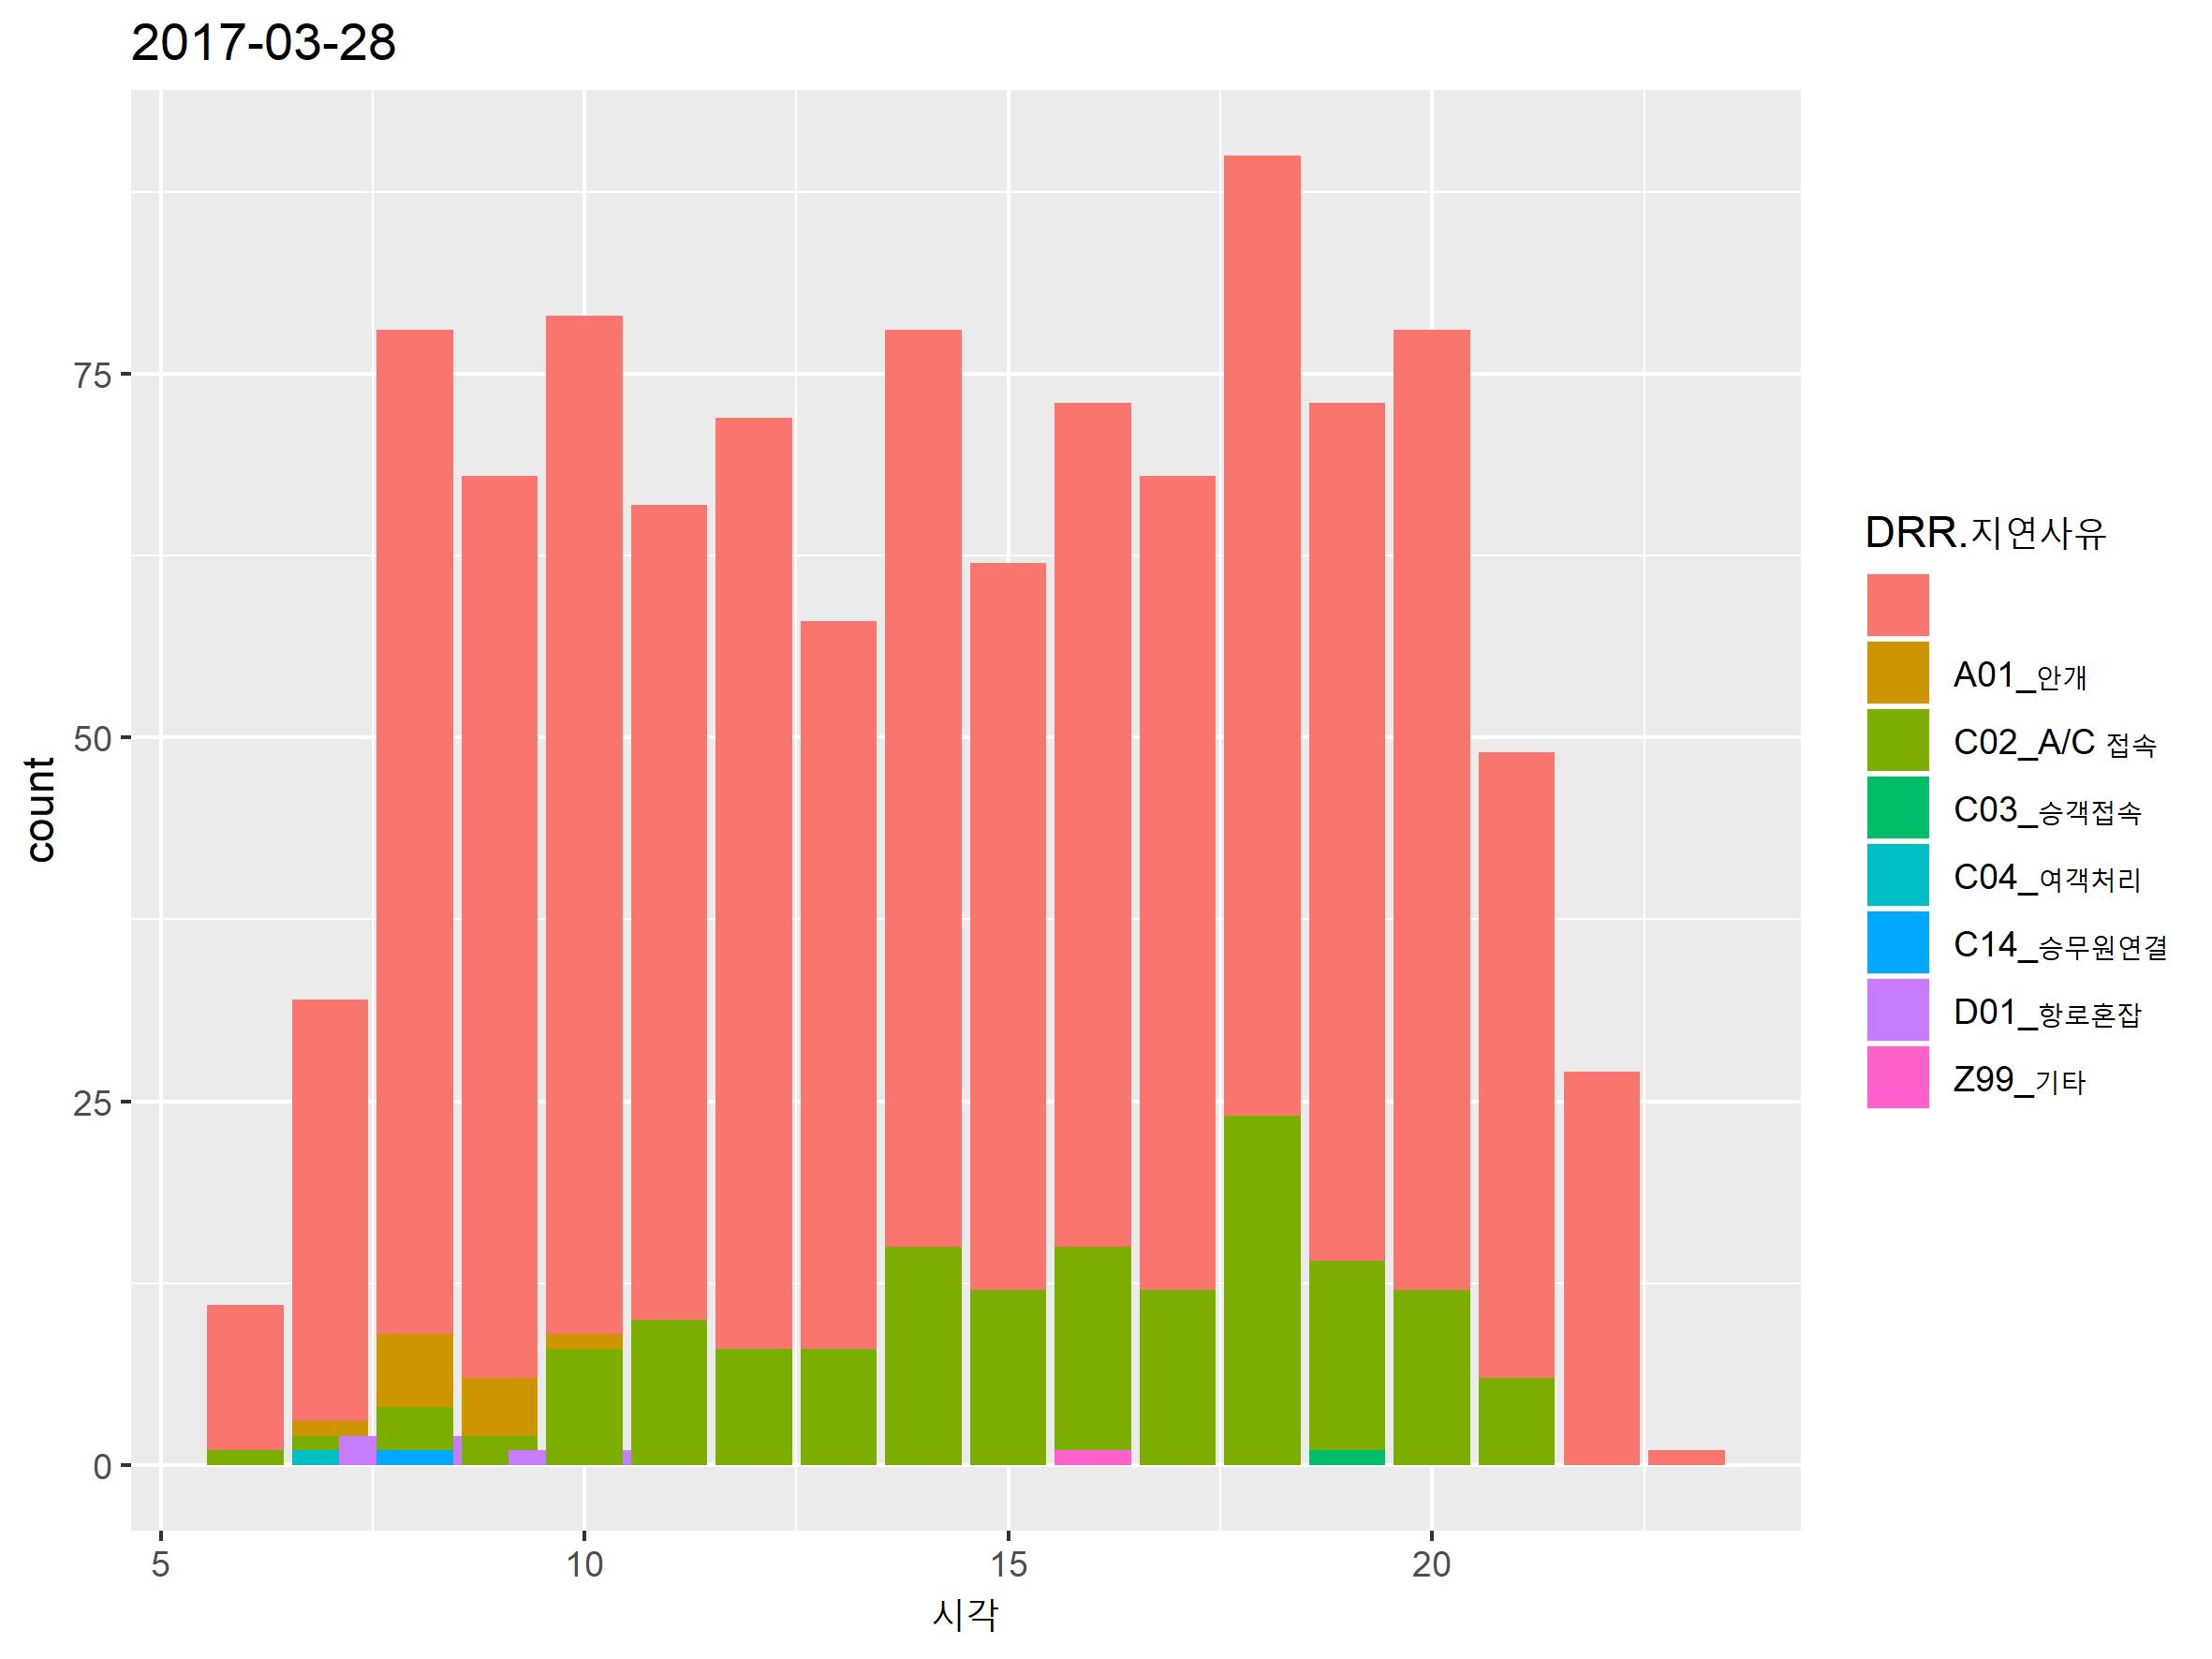 2017-03-28
count
75
50
25
0
5
10
15
20
시각
DRR.지연사유
A01_안개
C02_A/C 접속
C03_승객접속
C04_여객처리
C14_승무원연결
D01_항로혼잡
Z99_기타